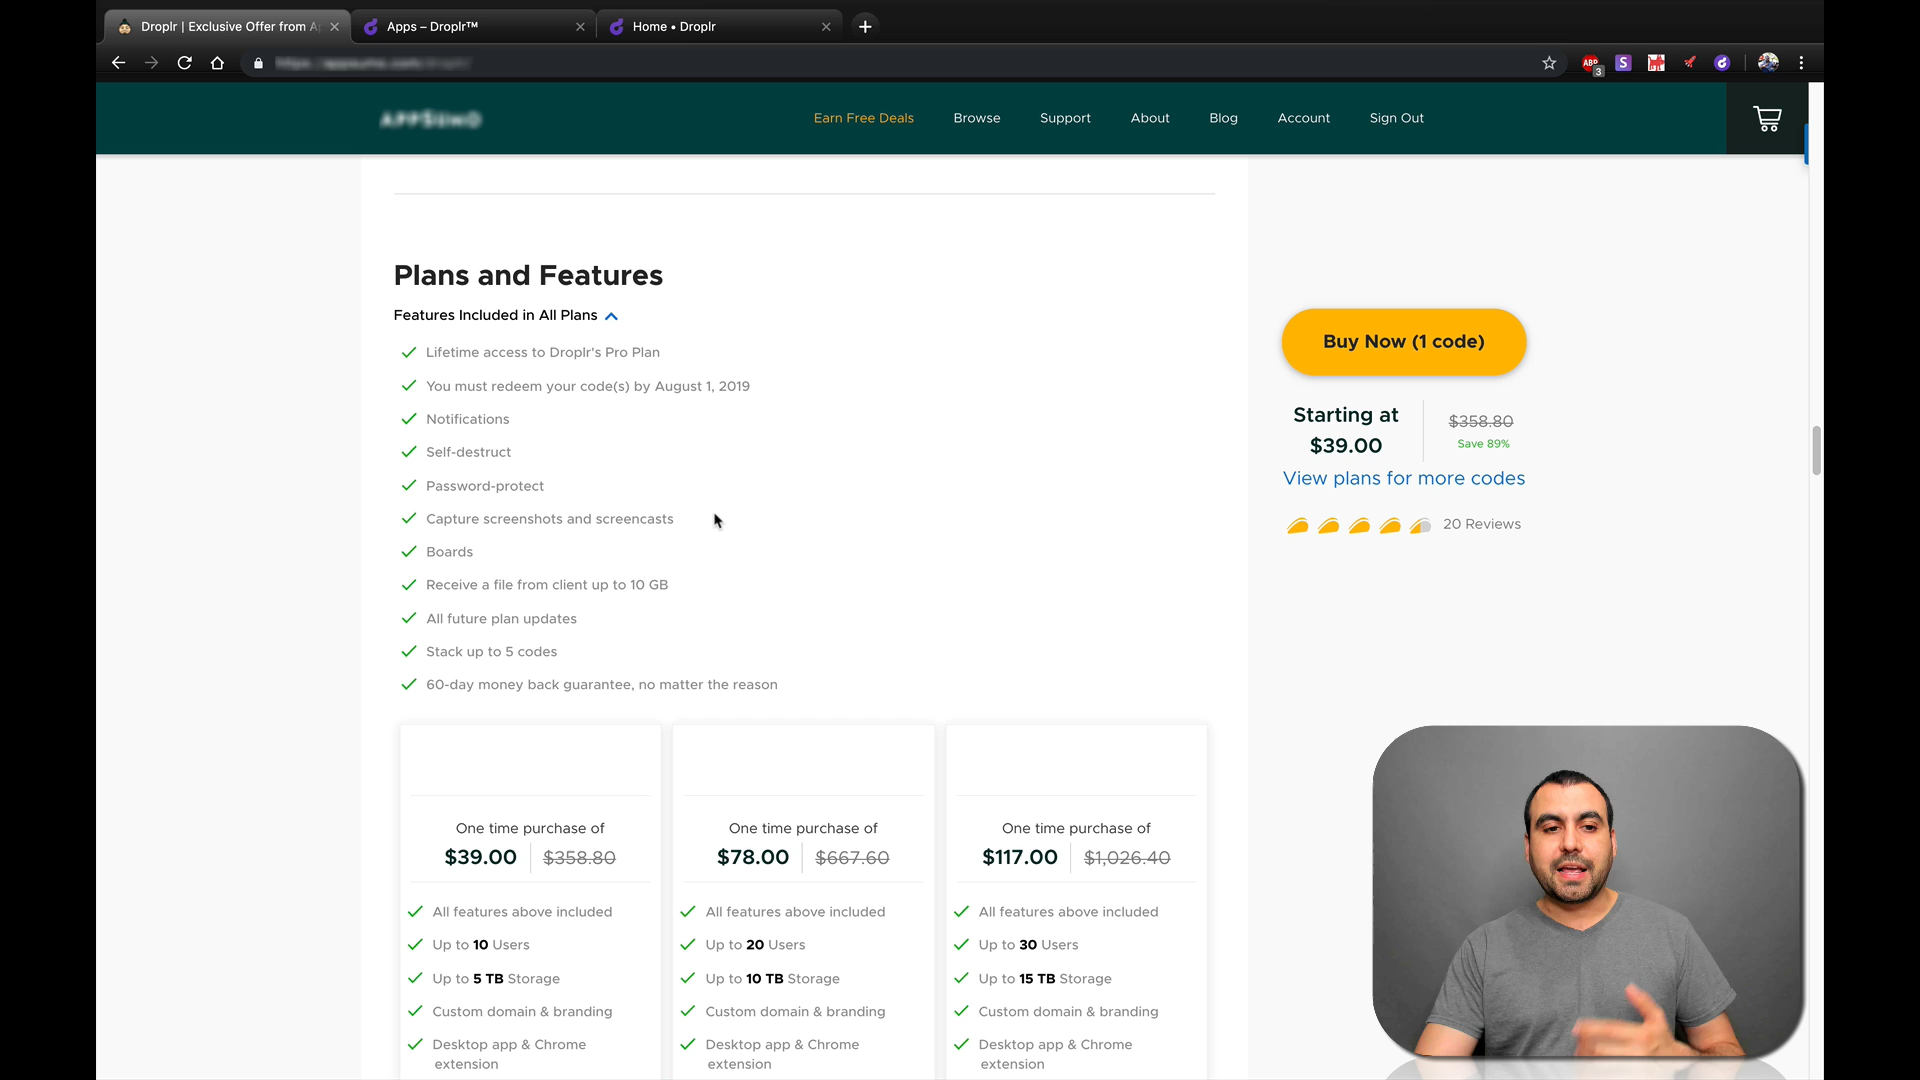 Droplr | Exclusive Offer from A
Apps – Droplr™
Home • Droplr
ABP
3
S
Earn Free Deals
Browse
Support
About
Blog
Account
Sign Out
Plans and Features
Features Included in All Plans
Lifetime access to Droplr's Pro Plan
You must redeem your code(s) by August 1, 2019
Notifications
Self-destruct
Password-protect
Capture screenshots and screencasts
Boards
Receive a file from client up to 10 GB
All future plan updates
Stack up to 5 codes
60-day money back guarantee, no matter the reason
Buy Now (1 code)
Starting at
$39.00
$358.80
Save 89%
View plans for more codes
20 Reviews
One time purchase of
$39.00 $358.80
All features above included
Up to 10 Users
Up to 5 TB Storage
Custom domain & branding
Desktop app & Chrome
extension
One time purchase of
$78.00 $667.60
All features above included
Up to 20 Users
Up to 10 TB Storage
Custom domain & branding
Desktop app & Chrome
extension
One time purchase of
$117.00 $1,026.40
All features above included
Up to 30 Users
Up to 15 TB Storage
Custom domain & branding
Desktop app & Chrome
extension